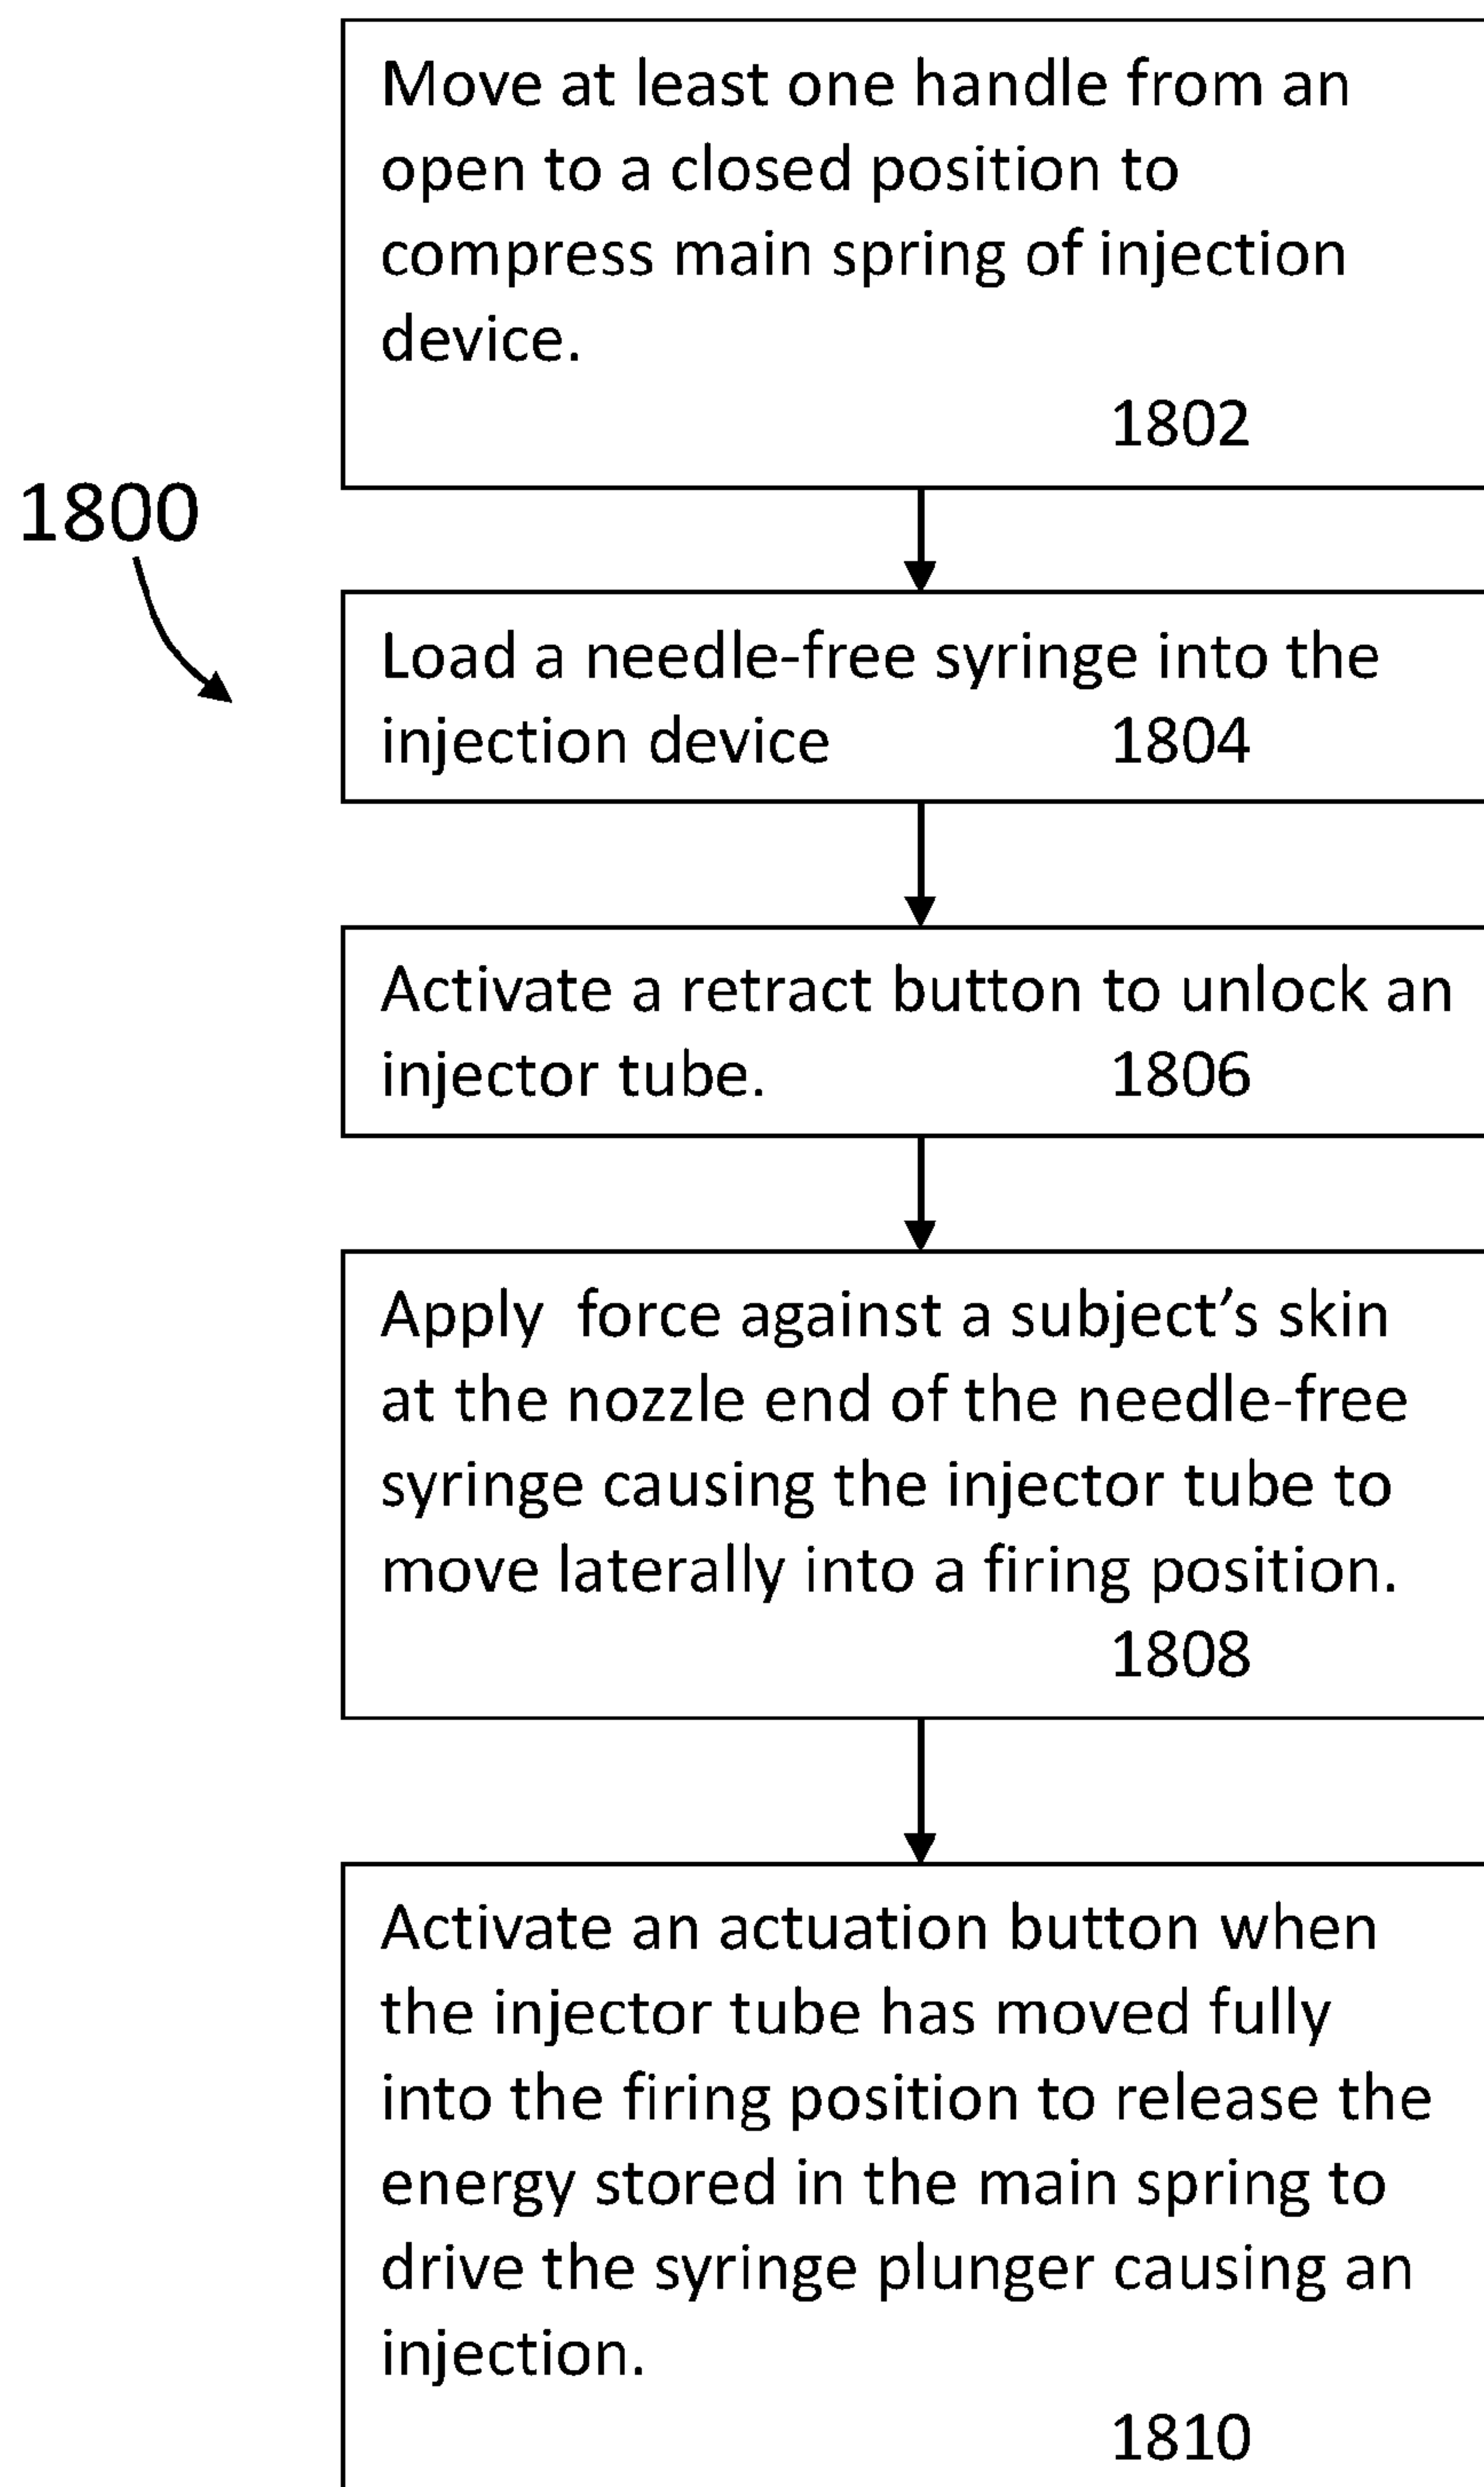 Move at least one handle from an
open to a closed position to
compress main spring of injection
device.
1802
1800
Load a needle-free syringe into the
injection device 1804
Activate a retract button to unlock an
injector tube. 1806
Apply force against a subject’s skin
at the nozzle end of the needle-free
syringe causing the injector tube to
move laterally into a firing position.
1808
Activate an actuation button when
the injector tube has moved fully
into the firing position to release the
energy stored in the main spring to
drive the syringe plunger causing an
injection.
1810